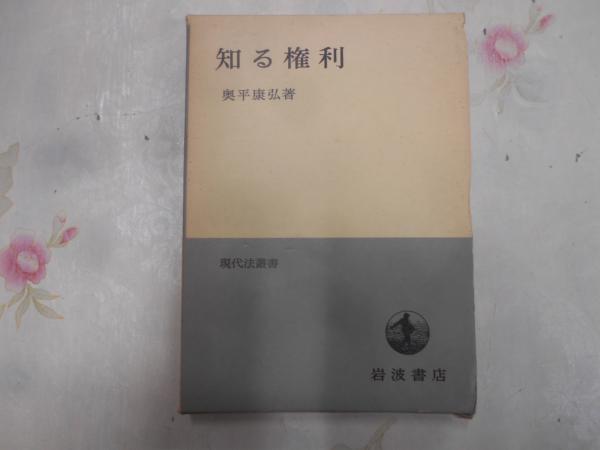 知る権利
奥平康弘著
現代法叢書
岩波書店